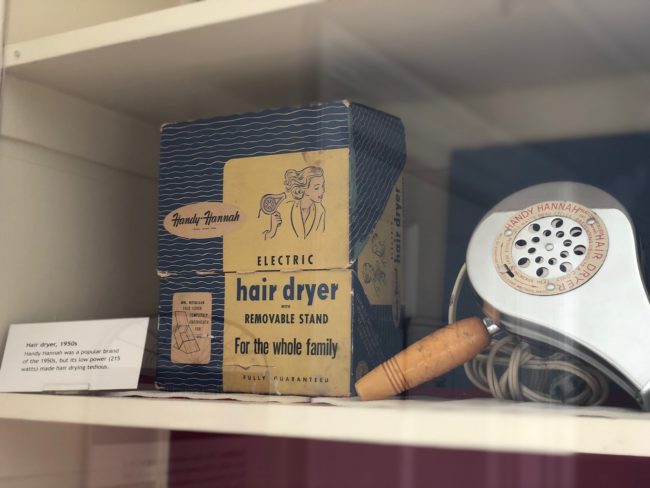 Handy-Hannah
ELECTRIC
hair dryer
WITH
REMOVABLE STAND
For the whole family
FULLY GUARANTEED
hair dryer
Hair dryer, 1950s
Handy Hannah was a popular brand
of the 1950s, but its low power (215
watts) made hair drying tedious.
HANDY HANNAH
HAIR DRYER